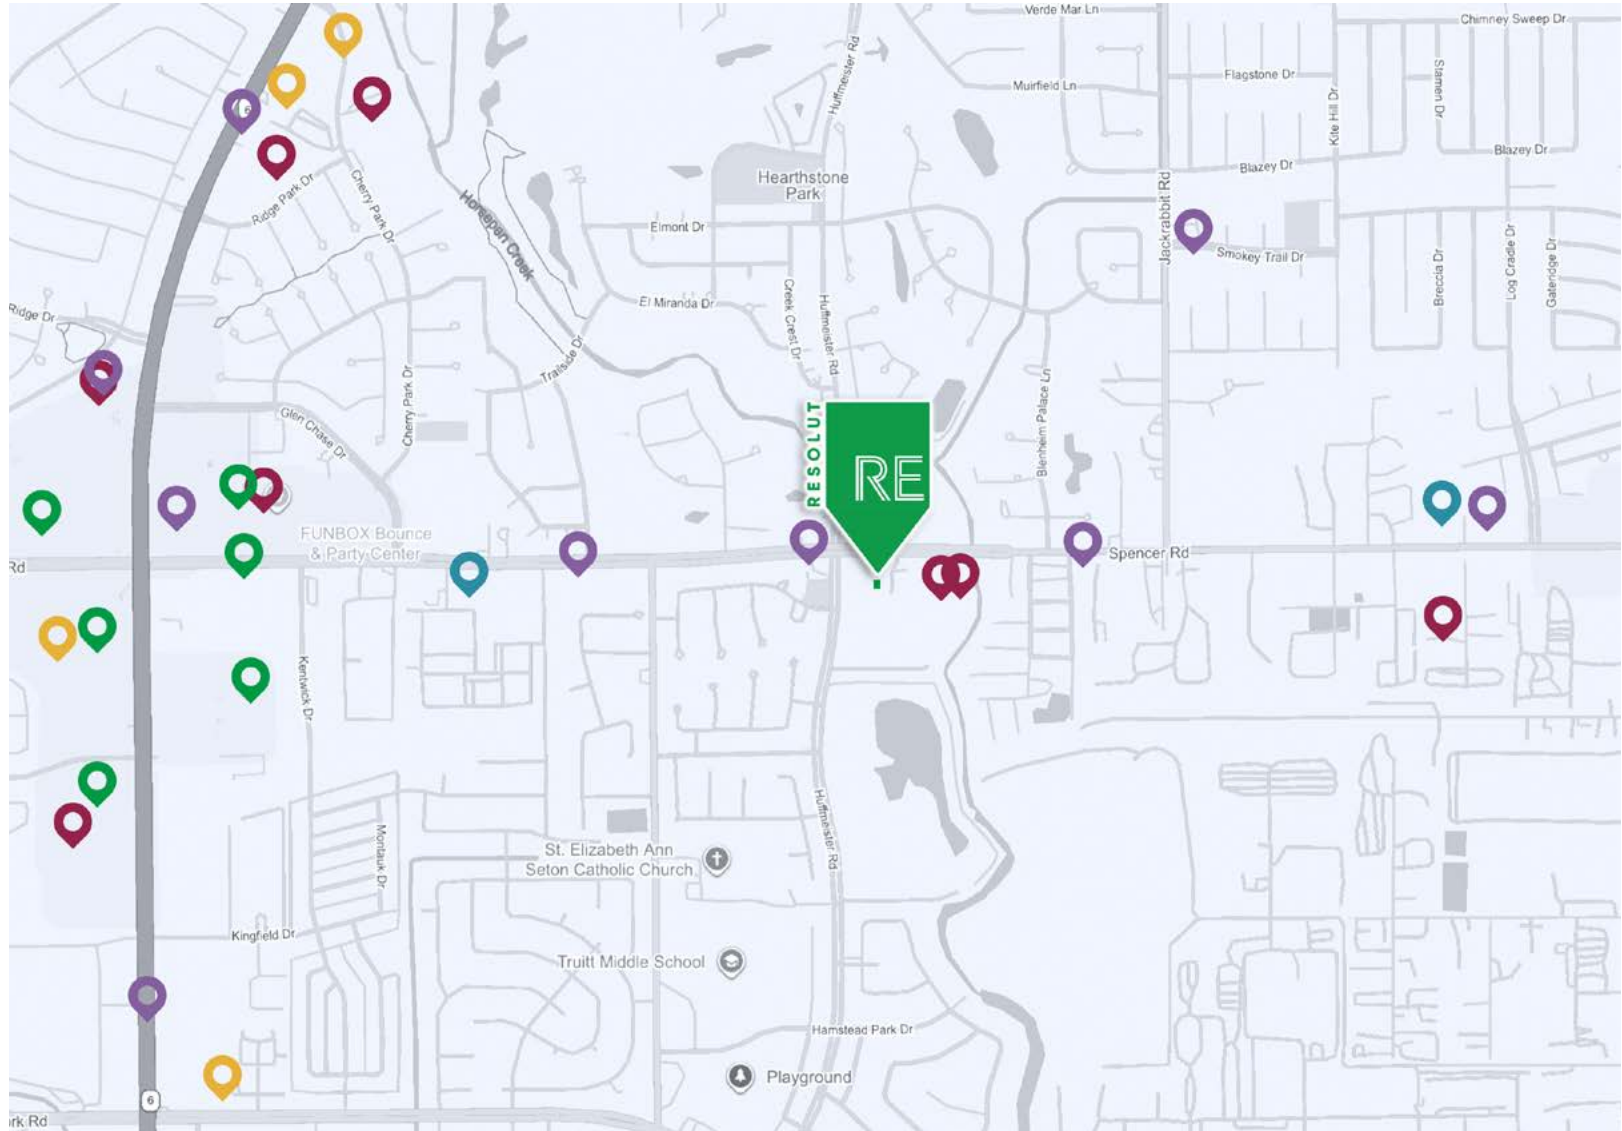 Verde Mar Ln
Chimney Sweep Dr
Huffmeister Rd
Muirfield Ln
Flagstone Dr
Stamen Dr
6
Kite Hill Dr
Blazey Dr
Blazey Dr
Hearthstone
Park
Ridge Park Dr
Cherry Park Dr
Horsepen Creek
Elmont Dr
Jackrabbit Rd
Smokey Trail Dr
Breccia Dr
Log Cradle Dr
Gateridge Dr
El Miranda Dr
Creek Crest Dr
Huffmeister Rd
Ridge Dr
Trailside Dr
Cherry Park Dr
Glen Chase Dr
Blenheim Palace Ln
RESOLUT
RE
FUNBOX Bounce
& Party Center
Spencer Rd
Rd
Kentwick Dr
Huffmeister Rd
Montauk Dr
St. Elizabeth Ann
Seton Catholic Church
Kingfield Dr
Truitt Middle School
Hamstead Park Dr
Playground
6
ork Rd